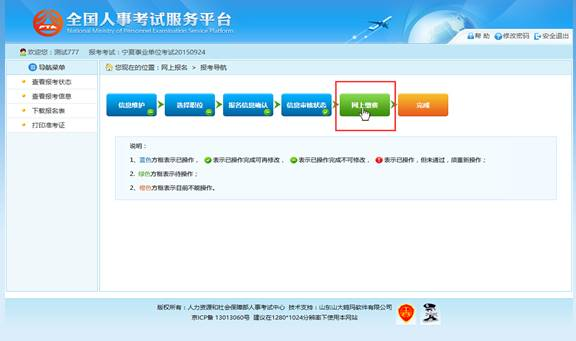 全国人事考试服务平台
National Ministry of Personnel Examination Service Platform
帮 助 修改密码 安全退出
欢迎您：测试777 报考考试：宁夏事业单位考试20150924
导航菜单
您现在的位置：网上报名 > 报考导航
查看报考状态
查看报考信息
下载报名表
打印准考证
信息维护 选择职位 报名信息确认 信息审核状态 网上缴费 完成
说明：
1、蓝色方框表示已操作， 表示已操作完成可再修改， 表示已操作完成不可修改， 表示已操作，但未通过，须重新操作；
2、绿色方框表示待操作；
2、橙色方框表示目前不能操作。
版权所有：人力资源和社会保障部人事考试中心 技术支持：山东山大鸥玛软件有限公司
京ICP备 13013060号 建议在1280*1024分辨率下使用本网站